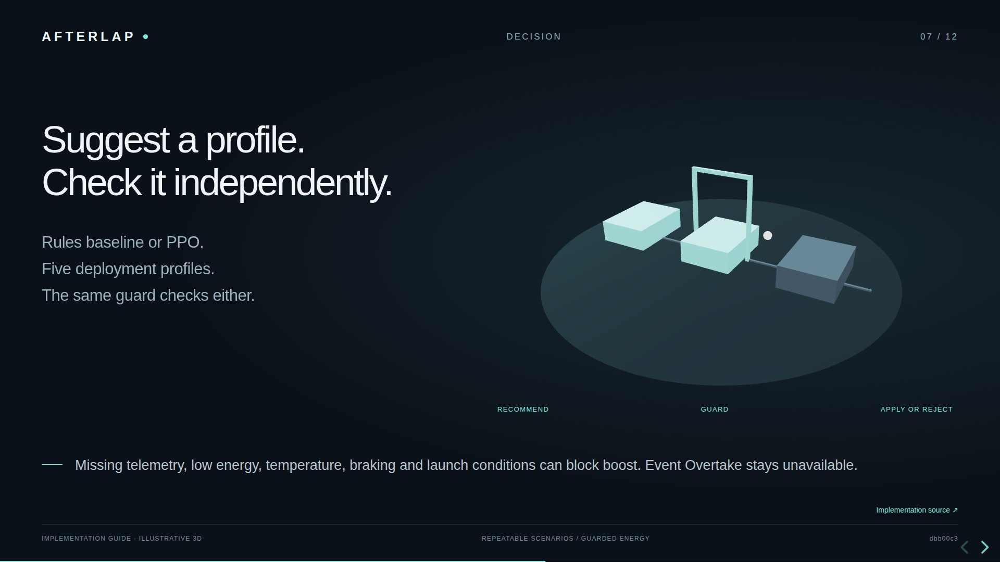 AFTERLAP
DECISION
07 / 12
Suggest a profile.
Check it independently.
Rules baseline or PPO.
Five deployment profiles.
The same guard checks either.
RECOMMEND
GUARD
APPLY OR REJECT
Missing telemetry, low energy, temperature, braking and launch conditions can block boost. Event Overtake stays unavailable.
Implementation source ↗
IMPLEMENTATION GUIDE · ILLUSTRATIVE 3D
REPEATABLE SCENARIOS / GUARDED ENERGY
dbb00c3